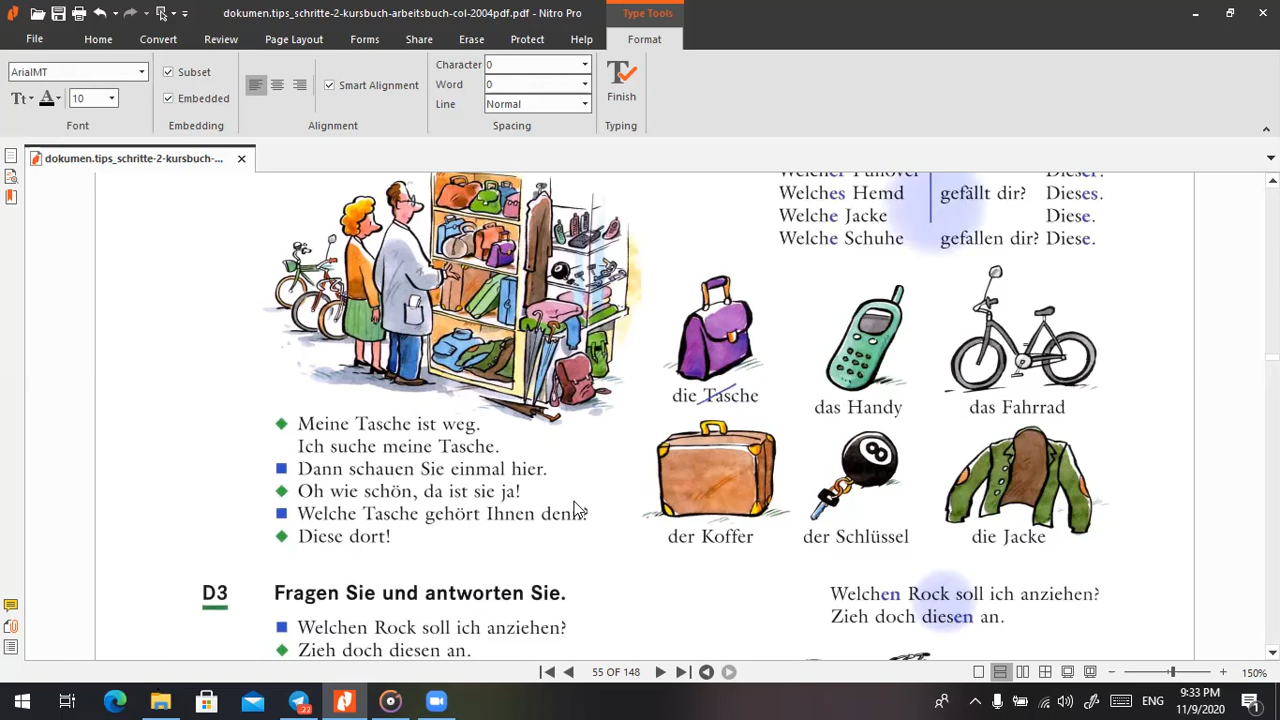 dokumen.tips_schritte-2-kursbuch-arbeitsbuch-col-2004pdf.pdf - Nitro Pro
Type Tools
File
Home
Convert
Review
Page Layout
Forms
Share
Erase
Protect
Help
Format
ArialMT
Subset
Smart Alignment
Character 0
Finish
Tt
A
10
Embedded
Word 0
Line Normal
Font
Embedding
Alignment
Spacing
Typing
dokumen.tips_schritte-2-kursbuch-...
Welcher Pullover
Dieser.
Welches Hemd
gefällt dir?
Dieses.
Welche Jacke
Diese.
Welche Schuhe
gefallen dir?
Diese.
die Tasche
das Handy
das Fahrrad
8
der Koffer
der Schlüssel
die Jacke
Meine Tasche ist weg.
Ich suche meine Tasche.
Dann schauen Sie einmal hier.
Oh wie schön, da ist sie ja!
Welche Tasche gehört Ihnen denn?
Diese dort!
D3
Fragen Sie und antworten Sie.
Welchen Rock soll ich anziehen?
Zieh doch diesen an.
Welchen Rock soll ich anziehen?
Zieh doch diesen an.
55 OF 148
150%
22
ENG
9:33 PM
11/9/2020
1